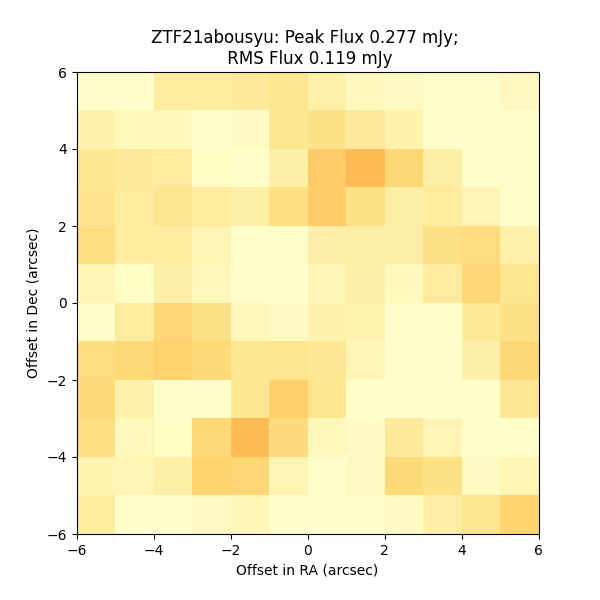 ZTF21abousyu: Peak Flux 0.277 mJy;
RMS Flux 0.119 mJy
6
4
2
0
−2
−4
−6
Offset in Dec (arcsec)
−6 −4 −2 0 2 4 6
Offset in RA (arcsec)